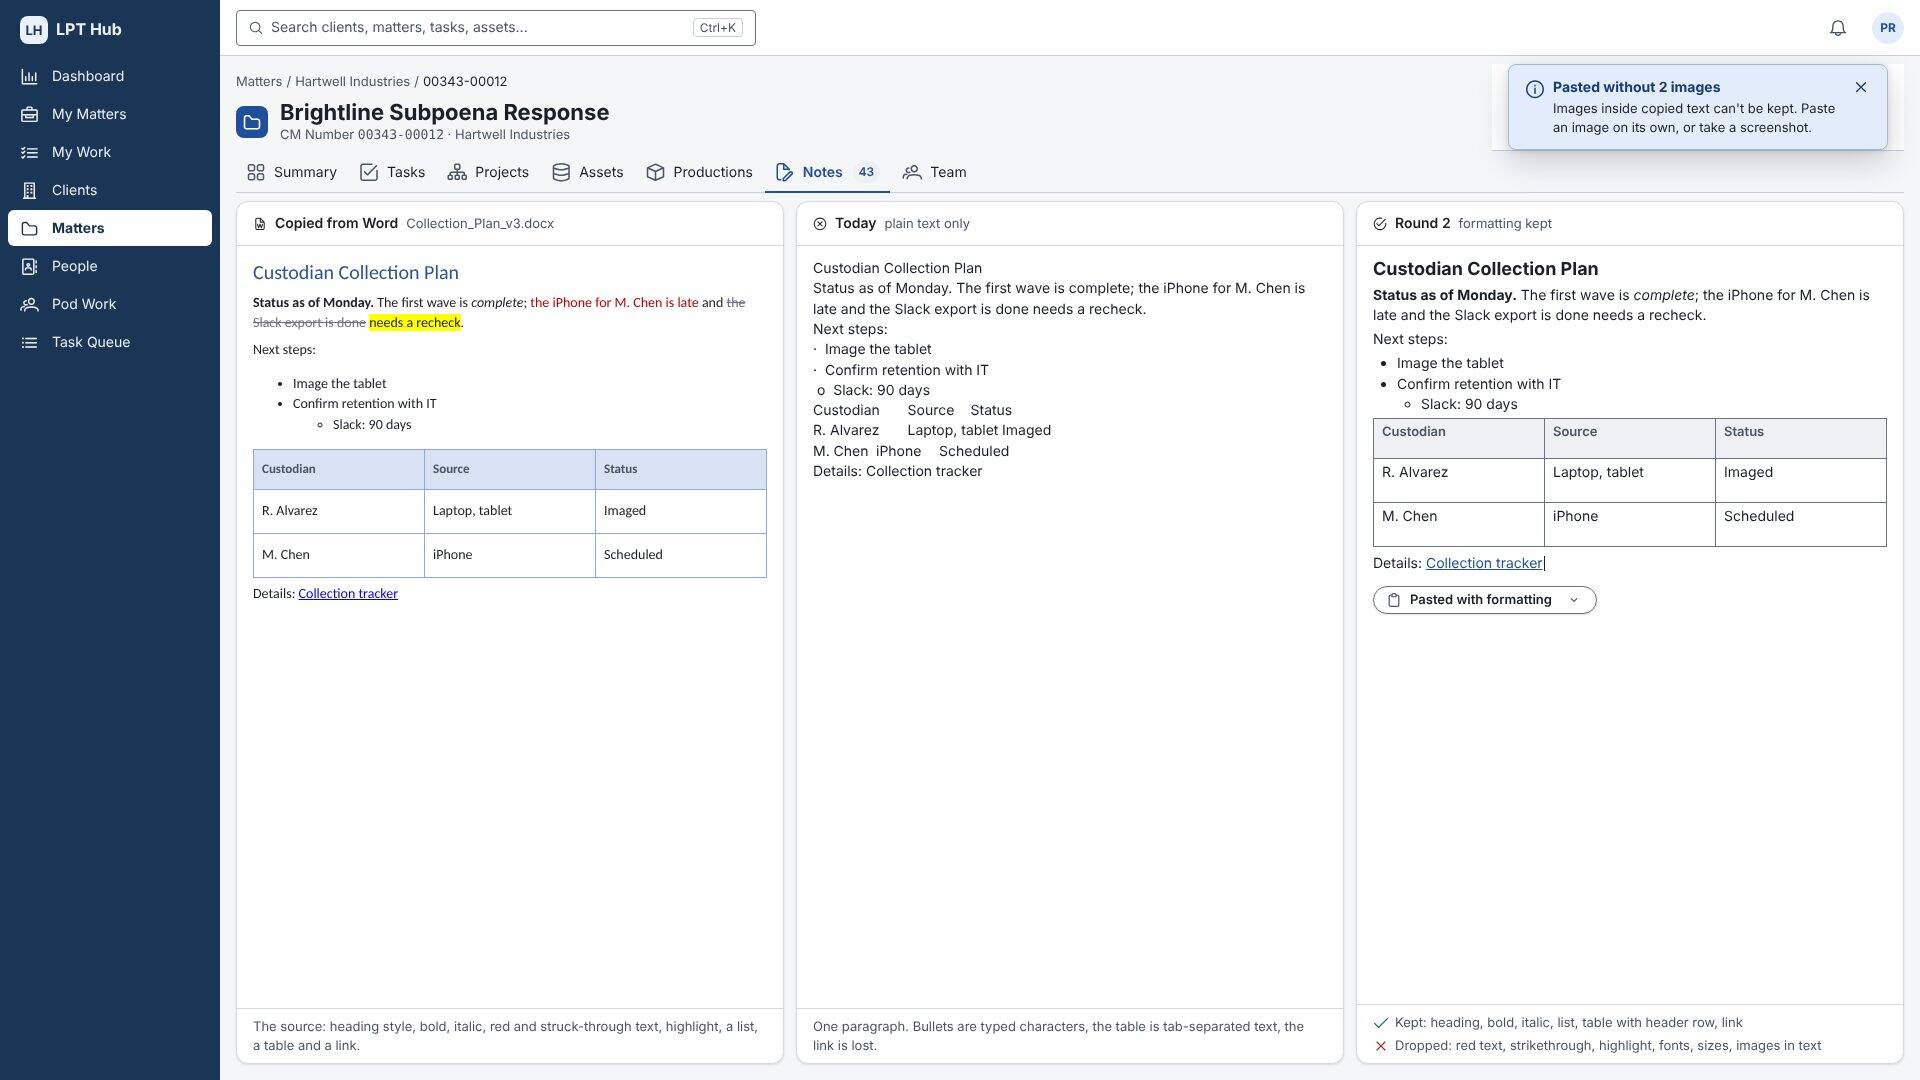 LH LPT Hub
Dashboard
My Matters
My Work
Clients
Matters
People
Pod Work
Task Queue
Search clients, matters, tasks, assets... Ctrl+K
PR
Matters / Hartwell Industries / 00343-00012
Brightline Subpoena Response
CM Number 00343-00012 · Hartwell Industries
Pasted without 2 images
Images inside copied text can't be kept. Paste
an image on its own, or take a screenshot.
Summary Tasks Projects Assets Productions Notes 43 Team
Copied from Word Collection_Plan_v3.docx
Custodian Collection Plan
Status as of Monday. The first wave is complete; the iPhone for M. Chen is late and the
Slack export is done needs a recheck.
Next steps:
• Image the tablet
• Confirm retention with IT
◦ Slack: 90 days
Custodian Source Status
R. Alvarez Laptop, tablet Imaged
M. Chen iPhone Scheduled
Details: Collection tracker
The source: heading style, bold, italic, red and struck-through text, highlight, a list,
a table and a link.
Today plain text only
Custodian Collection Plan
Status as of Monday. The first wave is complete; the iPhone for M. Chen is
late and the Slack export is done needs a recheck.
Next steps:
· Image the tablet
· Confirm retention with IT
o Slack: 90 days
Custodian Source Status
R. Alvarez Laptop, tablet Imaged
M. Chen iPhone Scheduled
Details: Collection tracker
One paragraph. Bullets are typed characters, the table is tab-separated text, the
link is lost.
Round 2 formatting kept
Custodian Collection Plan
Status as of Monday. The first wave is complete; the iPhone for M. Chen is
late and the Slack export is done needs a recheck.
Next steps:
• Image the tablet
• Confirm retention with IT
◦ Slack: 90 days
Custodian Source Status
R. Alvarez Laptop, tablet Imaged
M. Chen iPhone Scheduled
Details: Collection tracker
Pasted with formatting
Kept: heading, bold, italic, list, table with header row, link
Dropped: red text, strikethrough, highlight, fonts, sizes, images in text